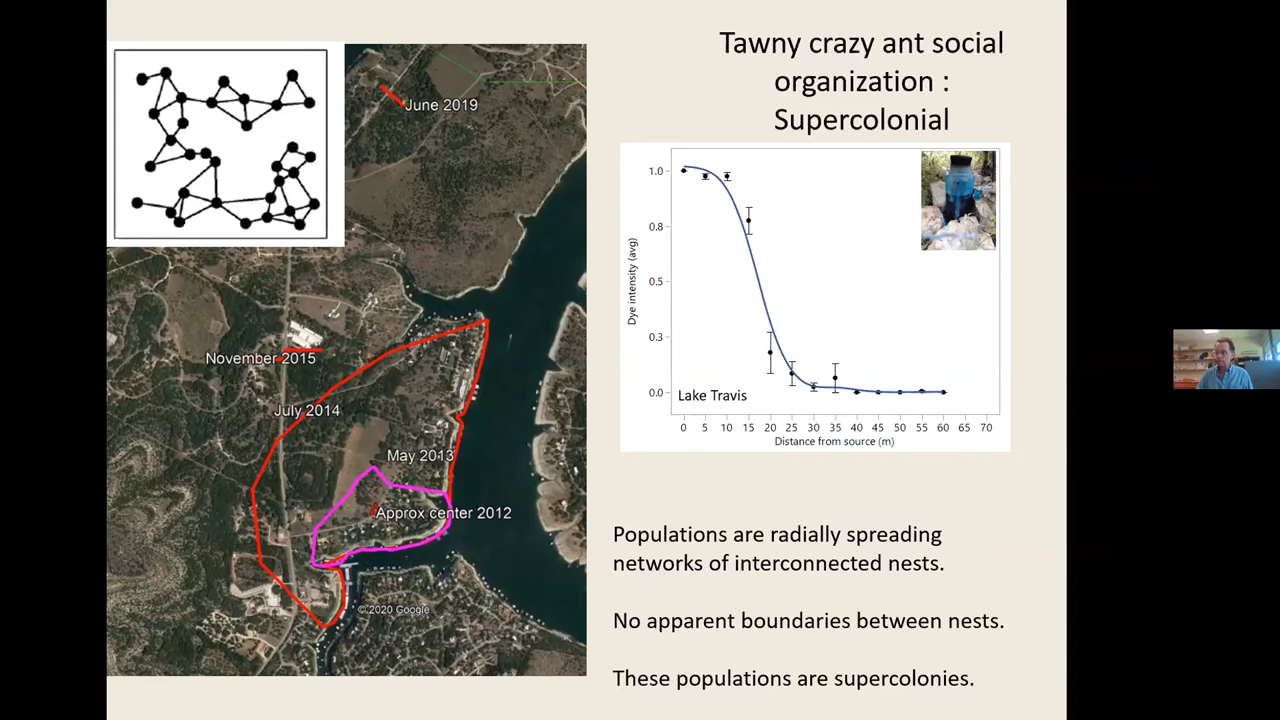 Tawny crazy ant social
organization :
Supercolonial
June 2019
November 2015
July 2014
May 2013
Approx center 2012
© 2020 Google
Dye intensity (avg)
1.0
0.8
0.5
0.3
0.0
Lake Travis
0 5 10 15 20 25 30 35 40 45 50 55 60 65 70
Distance from source (m)
Populations are radially spreading
networks of interconnected nests.
No apparent boundaries between nests.
These populations are supercolonies.